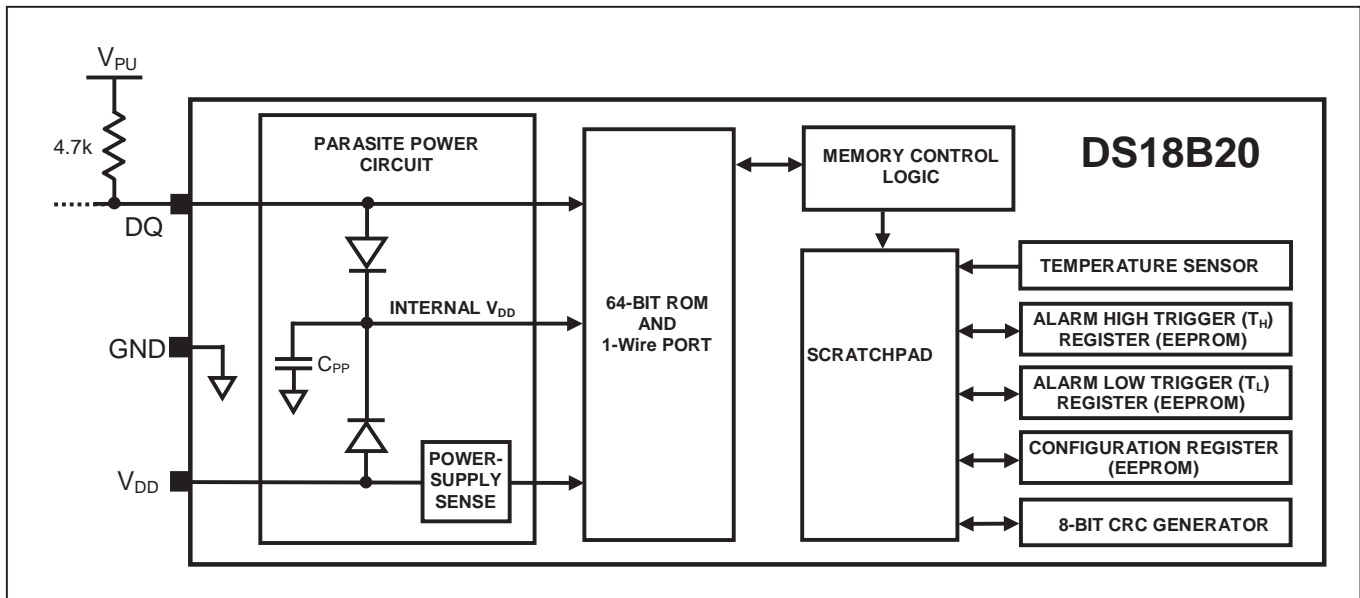 V_PU
4.7k
DQ
GND
V_DD
PARASITE POWER
CIRCUIT
INTERNAL V_DD
C_PP
POWER-
SUPPLY
SENSE
64-BIT ROM
AND
1-Wire PORT
MEMORY CONTROL
LOGIC
SCRATCHPAD
DS18B20
TEMPERATURE SENSOR
ALARM HIGH TRIGGER (T_H)
REGISTER (EEPROM)
ALARM LOW TRIGGER (T_L)
REGISTER (EEPROM)
CONFIGURATION REGISTER
(EEPROM)
8-BIT CRC GENERATOR